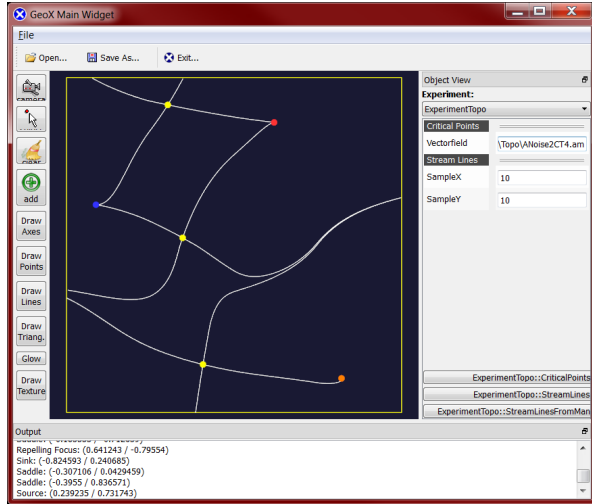 GeoX Main Widget
File
Open...
Save As...
Exit...
add
Draw
Axes
Draw
Points
Draw
Lines
Draw
Triang.
Glow
Draw
Texture
Object View
Experiment:
ExperimentTopo
Critical Points
Vectorfield
\Topo\ANoise2CT4.am
Stream Lines
SampleX
10
SampleY
10
ExperimentTopo::CriticalPoints
ExperimentTopo::StreamLines
ExperimentTopo::StreamLinesFromMan
Output
Repelling Focus: (0.641243 / -0.79554)
Sink: (-0.824593 / 0.240685)
Saddle: (-0.307106 / 0.0429459)
Saddle: (-0.3955 / 0.836571)
Source: (0.239235 / 0.731743)